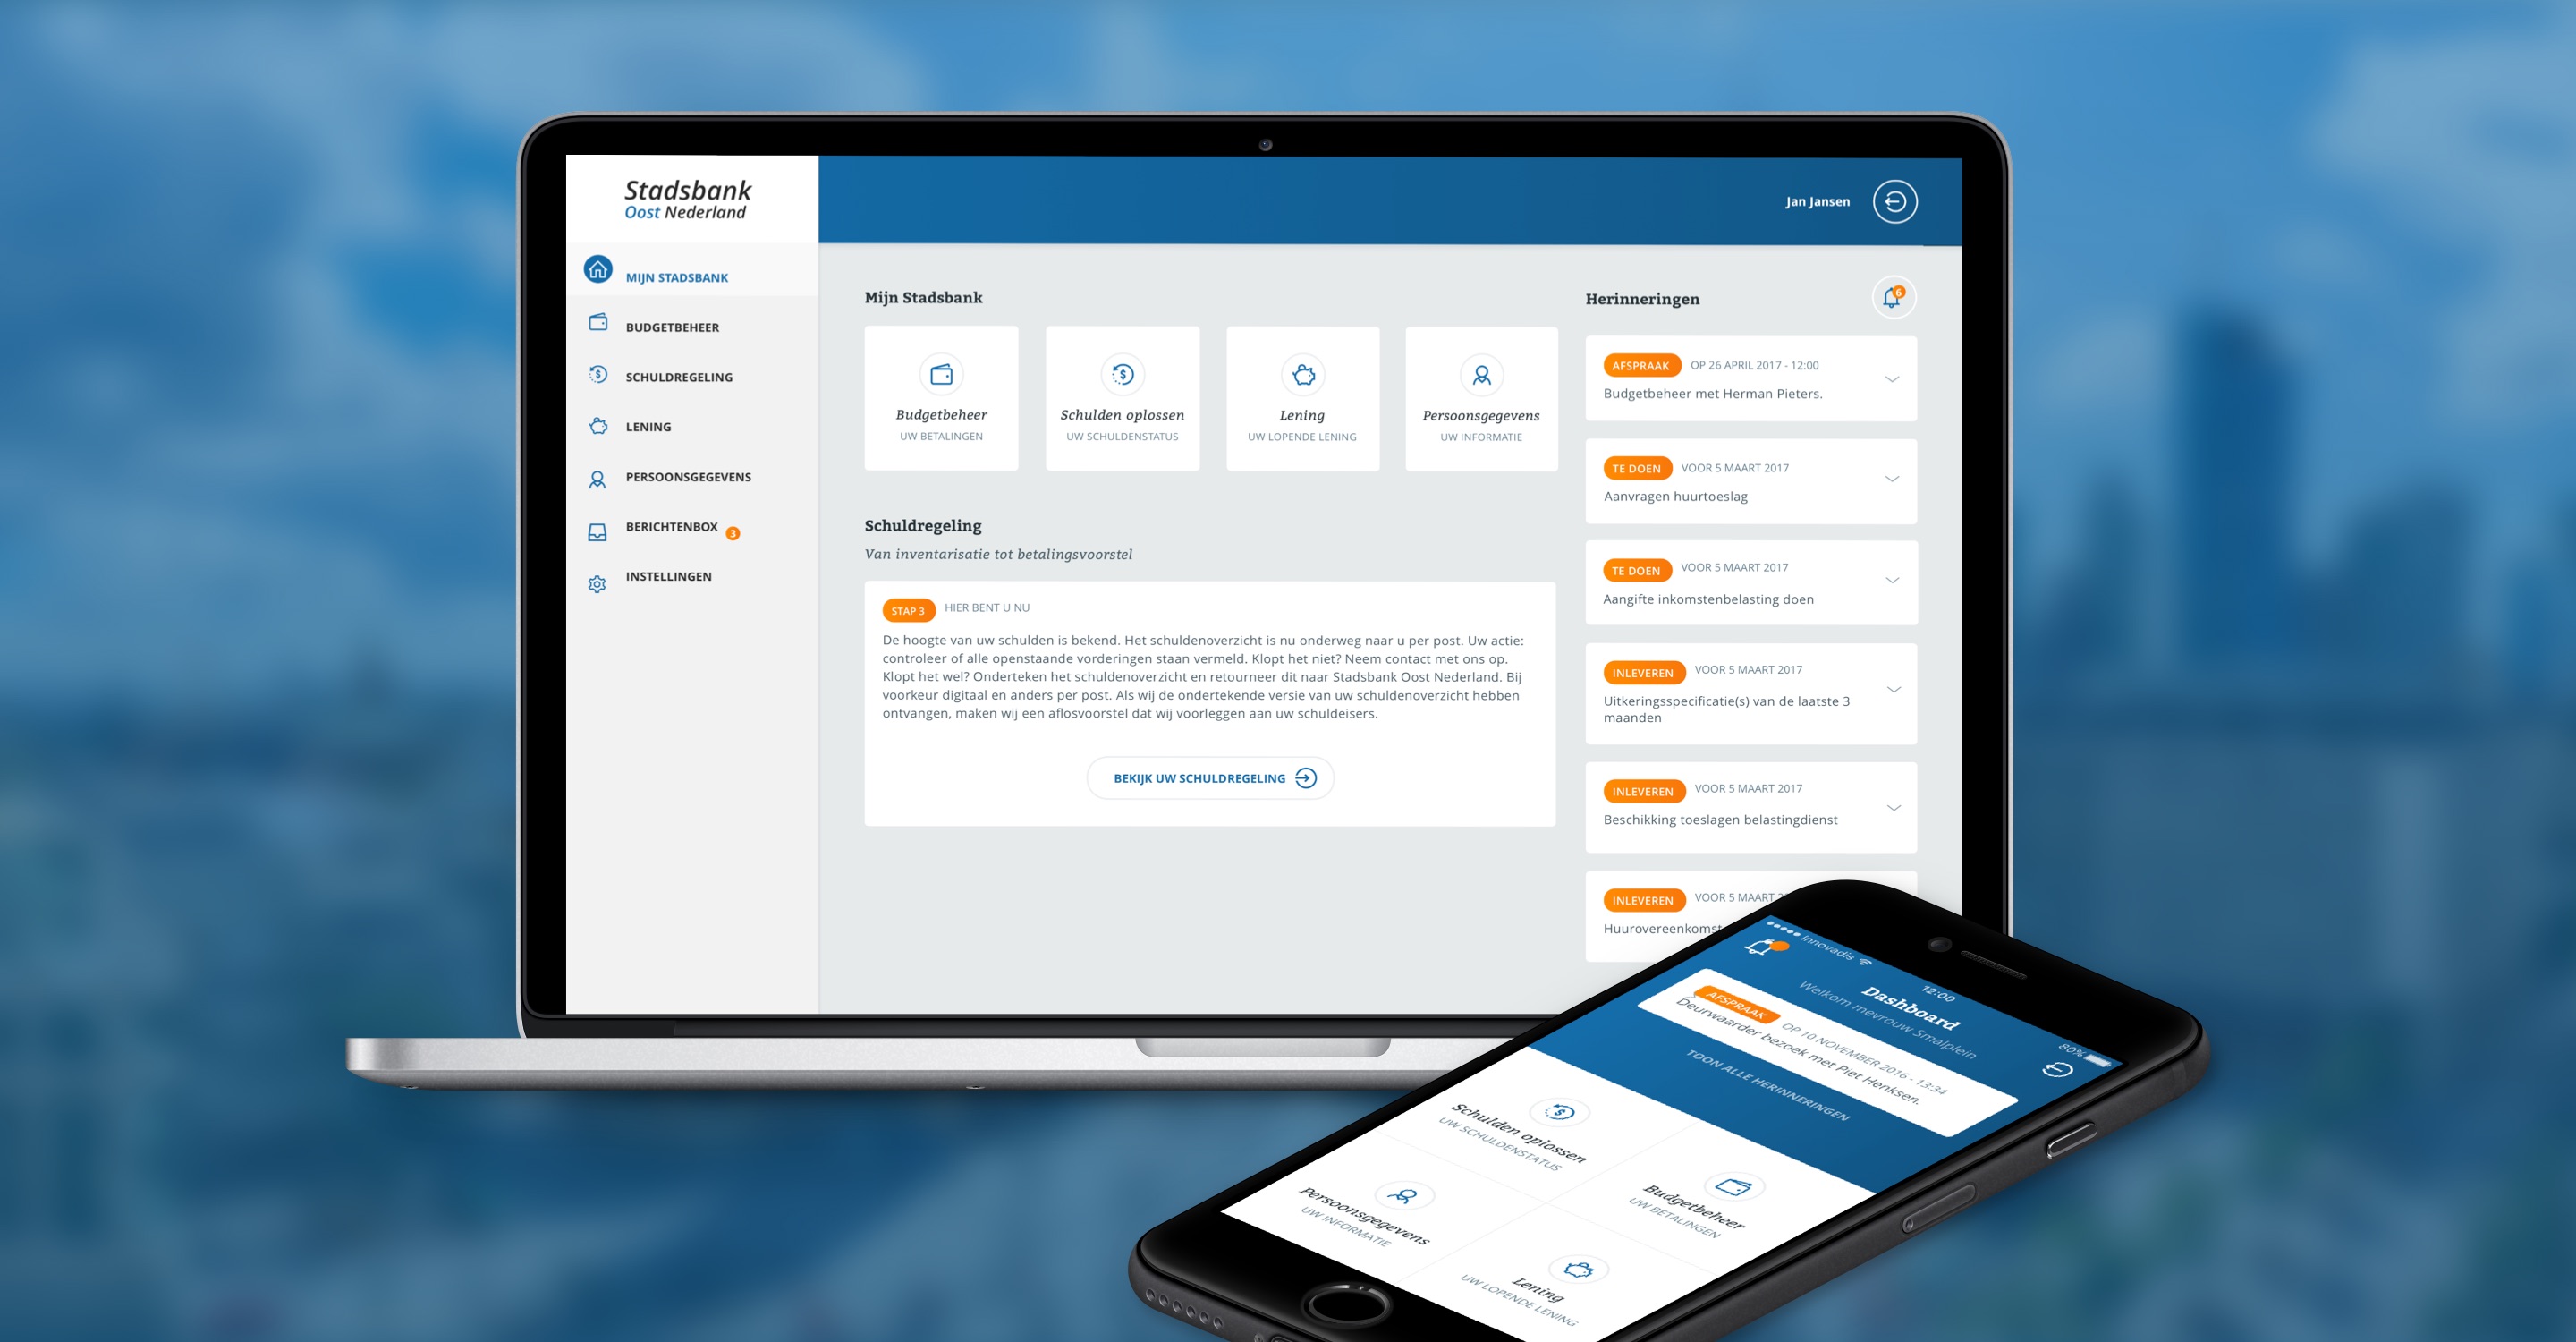 Stadsbank
Oost Nederland
Jan Jansen
MIJN STADSBANK
BUDGETBEHEER
SCHULDREGELING
LENING
PERSOONSGEGEVENS
BERICHTENBOX 3
INSTELLINGEN
Mijn Stadsbank
Budgetbeheer
UW BETALINGEN
Schulden oplossen
UW SCHULDENSTATUS
Lening
UW LOPENDE LENING
Persoonsgegevens
UW INFORMATIE
Schuldregeling
Van inventarisatie tot betalingsvoorstel
STAP 3 HIER BENT U NU
De hoogte van uw schulden is bekend. Het schuldenoverzicht is nu onderweg naar u per post. Uw actie:
controleer of alle openstaande vorderingen staan vermeld. Klopt het niet? Neem contact met ons op.
Klopt het wel? Onderteken het schuldenoverzicht en retourneer dit naar Stadsbank Oost Nederland. Bij
voorkeur digitaal en anders per post. Als wij de ondertekende versie van uw schuldenoverzicht hebben
ontvangen, maken wij een aflosvoorstel dat wij voorleggen aan uw schuldeisers.
BEKIJK UW SCHULDREGELING
Herinneringen
6
AFSPRAAK OP 26 APRIL 2017 - 12:00
Budgetbeheer met Herman Pieters.
TE DOEN VOOR 5 MAART 2017
Aanvragen huurtoeslag
TE DOEN VOOR 5 MAART 2017
Aangifte inkomstenbelasting doen
INLEVEREN VOOR 5 MAART 2017
Uitkeringsspecificatie(s) van de laatste 3
maanden
INLEVEREN VOOR 5 MAART 2017
Beschikking toeslagen belastingdienst
INLEVEREN VOOR 5 MAART
Huurovereenkomst
Innovadis 12:00 80%
Dashboard
Welkom mevrouw Smalplein
AFSPRAAK OP 10 NOVEMBER 2016 - 13:34
Deurwaarder bezoek met Piet Henksen.
TOON ALLE HERINNERINGEN
Schulden oplossen
UW SCHULDENSTATUS
Budgetbeheer
UW BETALINGEN
Persoonsgegevens
UW INFORMATIE
Lening
UW LOPENDE LENING